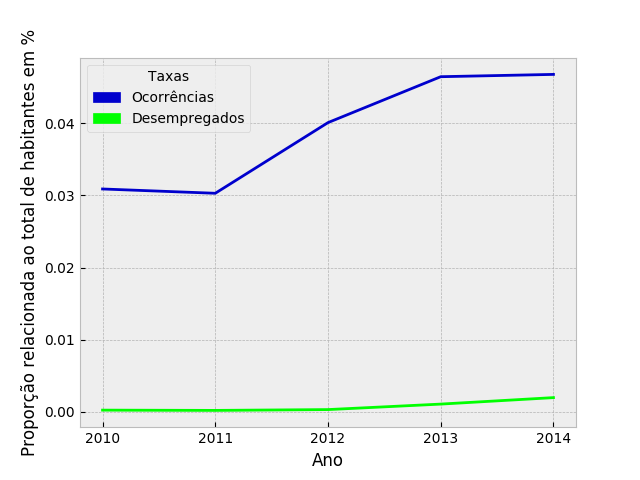 Proporção relacionada ao total de habitantes em %
Taxas
Ocorrências
Desempregados
0.04
0.03
0.02
0.01
0.00
2010 2011 2012 2013 2014
Ano